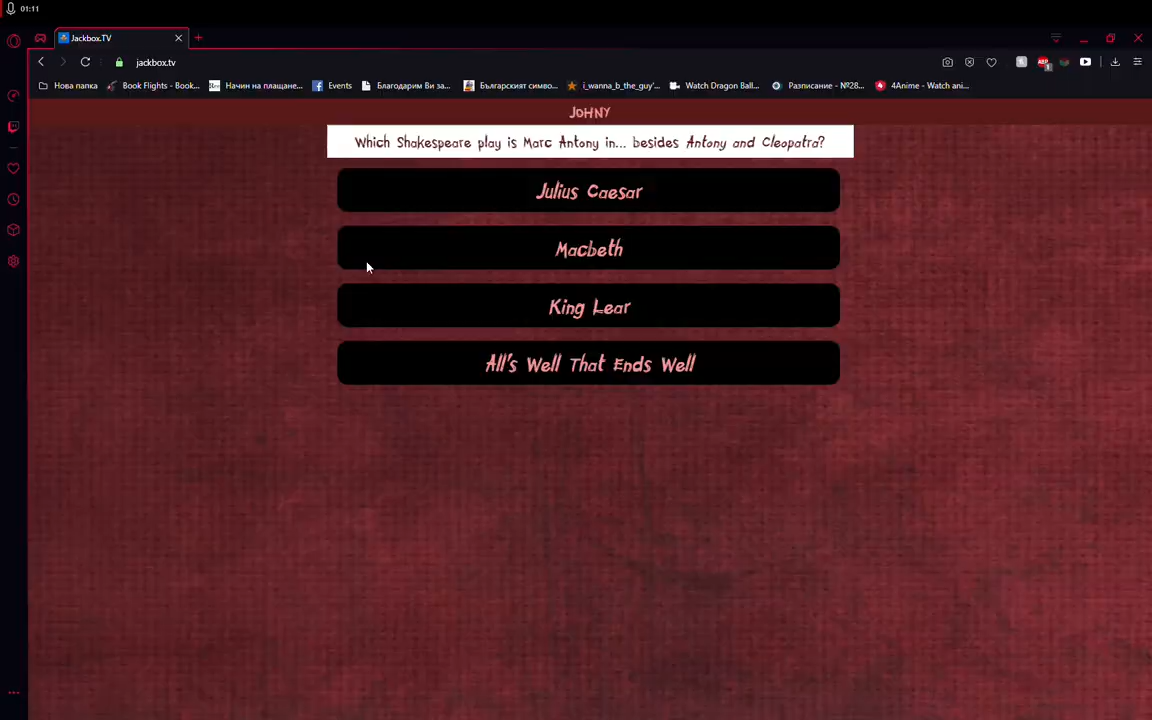 01:11
Jackbox.TV
jackbox.tv
Нова папка Book Flights - Book... Начин на плащане... Events Благодарим Ви за... Българският симво... i_wanna_b_the_guy'... Watch Dragon Ball... Разписание - №28... 4Anime - Watch ani...
JOHNY
Which Shakespeare play is Marc Antony in... besides Antony and Cleopatra?
Julius Caesar
Macbeth
King Lear
All's Well That Ends Well